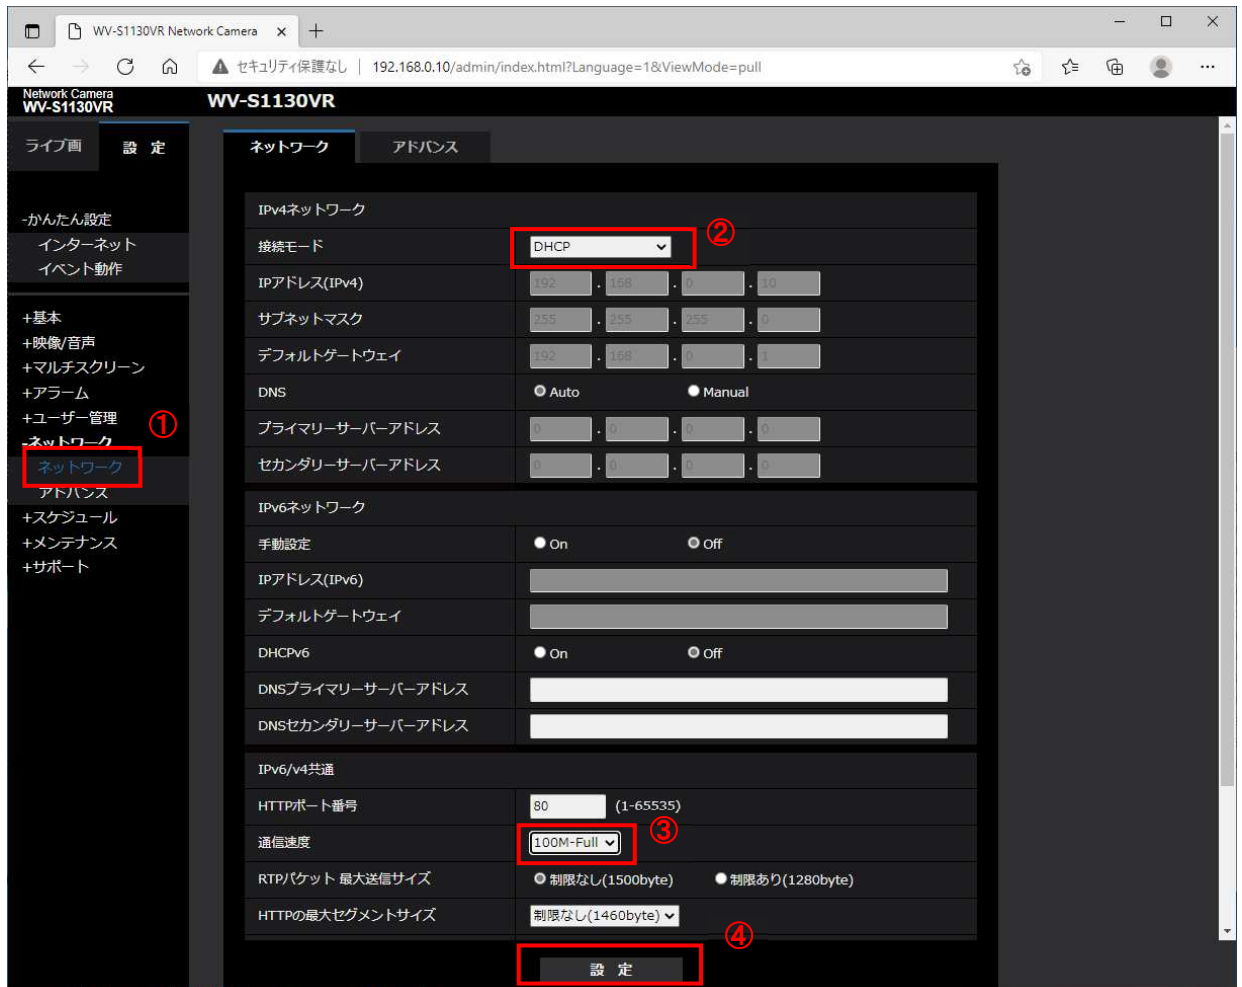 WV-S1130VR Network Camera
セキュリティ保護なし | 192.168.0.10/admin/index.html?Language=1&ViewMode=pull
Network Camera
WV-S1130VR
WV-S1130VR
ライブ画
設 定
ネットワーク
アドバンス
-かんたん設定
インターネット
イベント動作
+基本
+映像/音声
+マルチスクリーン
+アラーム
+ユーザー管理
①
-ネットワーク
ネットワーク
アドバンス
+スケジュール
+メンテナンス
+サポート
IPv4ネットワーク
接続モード DHCP ②
IPアドレス(IPv4) 192 . 168 . 0 . 10
サブネットマスク 255 . 255 . 255 . 0
デフォルトゲートウェイ 192 . 168 . 0 . 1
DNS Auto Manual
プライマリーサーバーアドレス 0 . 0 . 0 . 0
セカンダリーサーバーアドレス 0 . 0 . 0 . 0
IPv6ネットワーク
手動設定 On Off
IPアドレス(IPv6)
デフォルトゲートウェイ
DHCPv6 On Off
DNSプライマリーサーバーアドレス
DNSセカンダリーサーバーアドレス
IPv6/v4共通
HTTPポート番号 80 (1-65535)
通信速度 100M-Full ③
RTPパケット 最大送信サイズ 制限なし(1500byte) 制限あり(1280byte)
HTTPの最大セグメントサイズ 制限なし(1460byte)
④
設 定